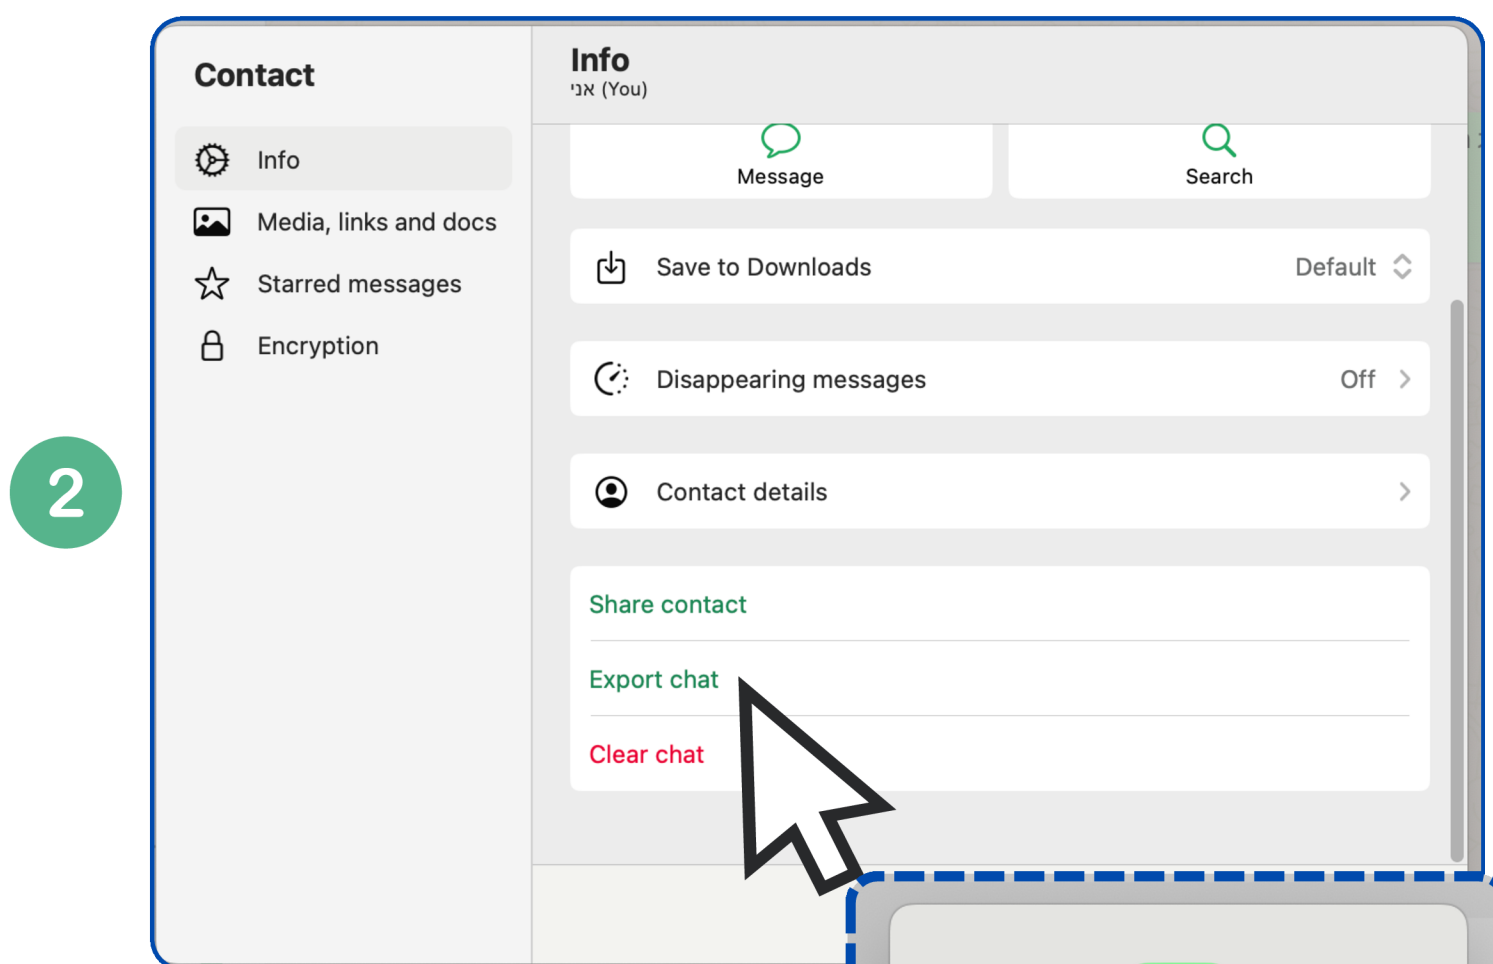 Contact
Info
Media, links and docs
Starred messages
Encryption
2
Info
אני (You)
Message
Search
Save to Downloads
Default
Disappearing messages
Off
Contact details
Share contact
Export chat
Clear chat